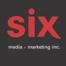 six
media + marketing inc.